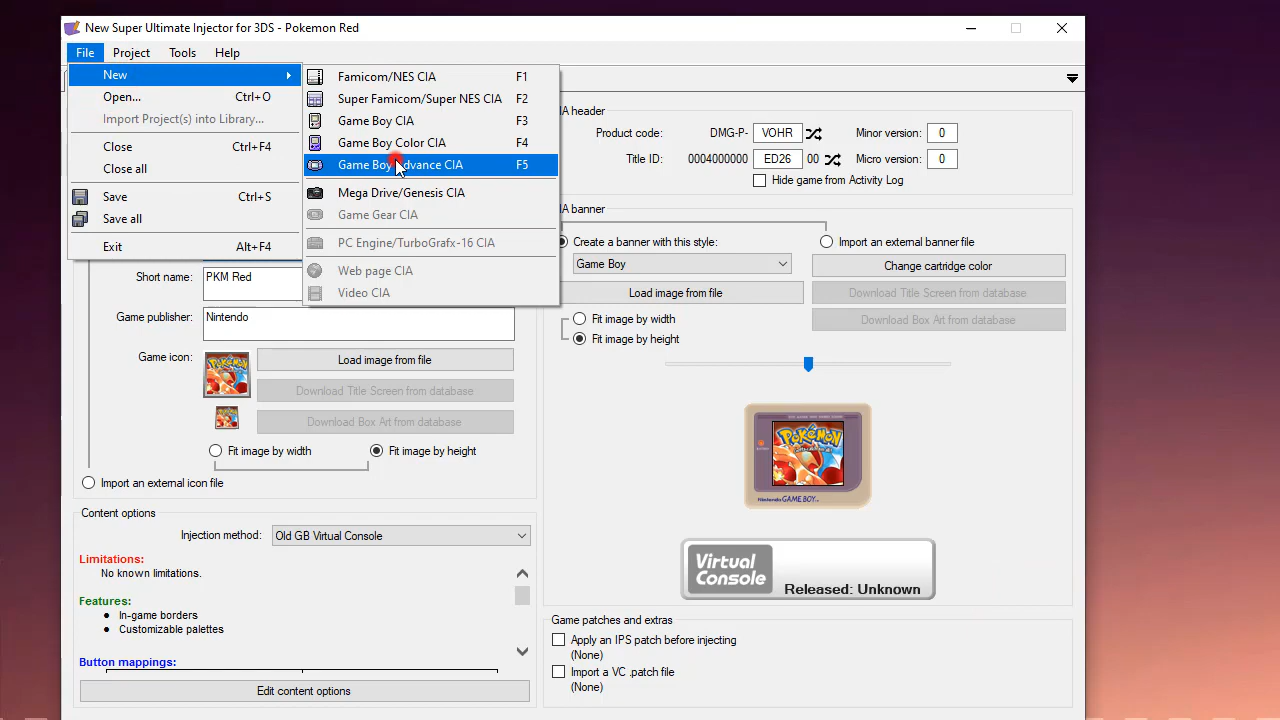 New Super Ultimate Injector for 3DS - Pokemon Red
File Project Tools Help
New
Open... Ctrl+O
Import Project(s) into Library...
Close Ctrl+F4
Close all
Save Ctrl+S
Save all
Exit Alt+F4
Famicom/NES CIA F1
Super Famicom/Super NES CIA F2
Game Boy CIA F3
Game Boy Color CIA F4
Game Boy Advance CIA F5
Mega Drive/Genesis CIA
Game Gear CIA
PC Engine/TurboGrafx-16 CIA
Web page CIA
Video CIA
Short name: PKM Red
Game publisher: Nintendo
Game icon: Load image from file
Download Title Screen from database
Download Box Art from database
Fit image by width Fit image by height
Import an external icon file
Content options
Injection method: Old GB Virtual Console
Limitations:
No known limitations.
Features:
In-game borders
Customizable palettes
Button mappings:
Edit content options
CIA header
Product code: DMG-P- VOHR Minor version: 0
Title ID: 0004000000 ED26 00 Micro version: 0
Hide game from Activity Log
CIA banner
Create a banner with this style: Import an external banner file
Game Boy Change cartridge color
Load image from file Download Title Screen from database
Fit image by width Download Box Art from database
Fit image by height
POKéMON
Nintendo GAME BOY
Virtual
Console
Released: Unknown
Game patches and extras
Apply an IPS patch before injecting
(None)
Import a VC .patch file
(None)